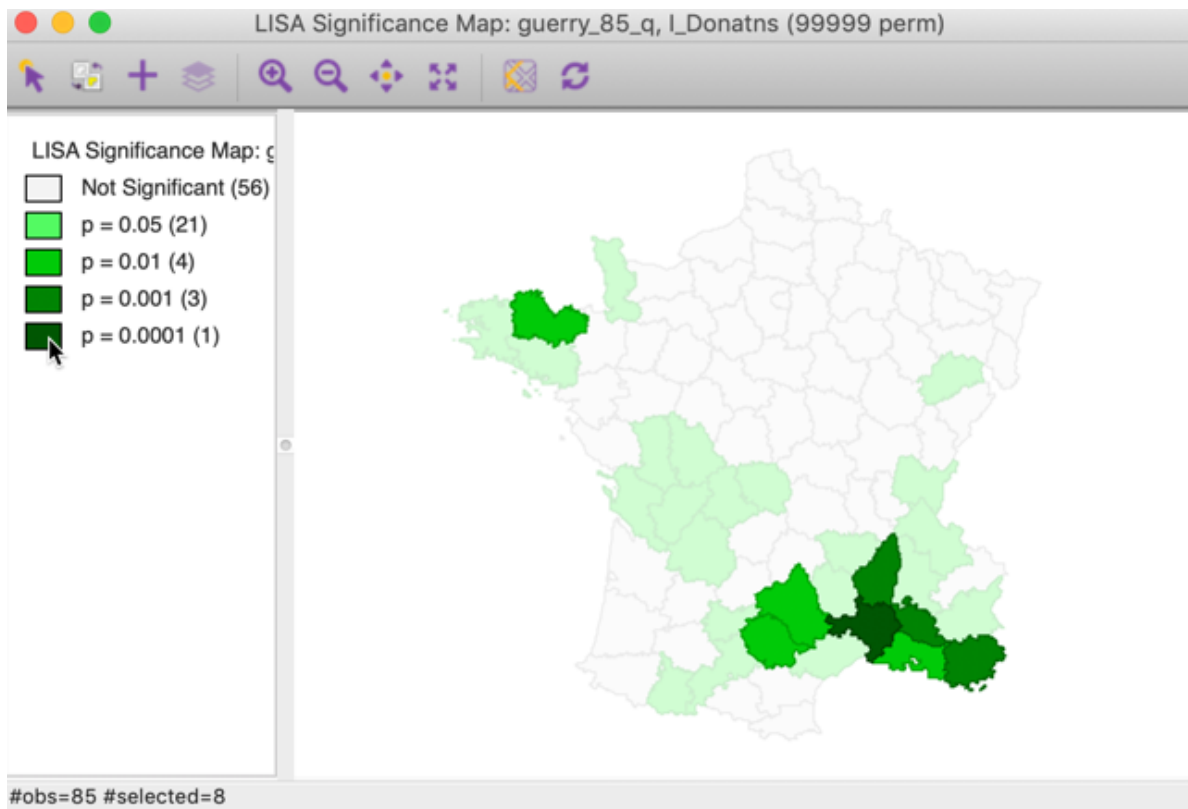 LISA Significance Map: guerry_85_q, I_Donatns (99999 perm)
LISA Significance Map: g
Not Significant (56)
p = 0.05 (21)
p = 0.01 (4)
p = 0.001 (3)
p = 0.0001 (1)
#obs=85 #selected=8